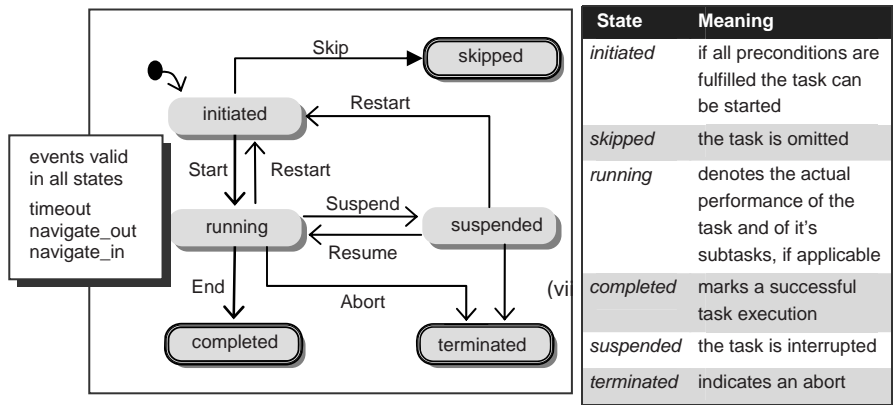 Skip
skipped
initiated
Restart
events valid
in all states
timeout
navigate_out
navigate_in
Start
Restart
running
Suspend
suspended
Resume
End
Abort
(vi
completed
terminated
State Meaning
initiated if all preconditions are
fulfilled the task can
be started
skipped the task is omitted
running denotes the actual
performance of the
task and of it's
subtasks, if applicable
completed marks a successful
task execution
suspended the task is interrupted
terminated indicates an abort